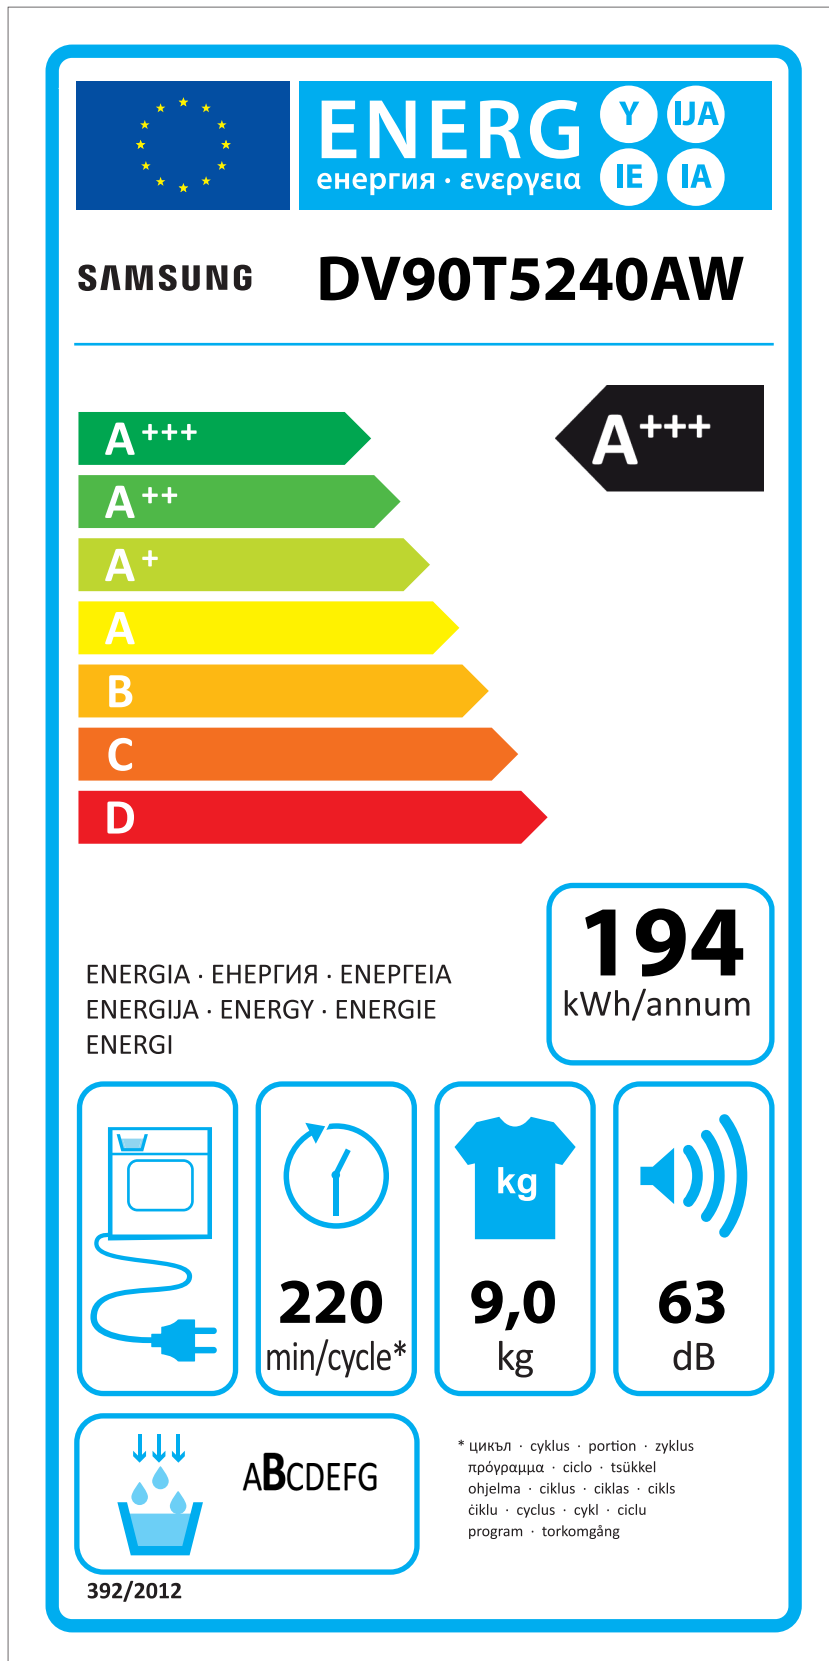 ENERG Y IJA
енергия · ενεργεια IE IA
SAMSUNG DV90T5240AW
A+++
A+++
A++
A+
A
B
C
D
194
kWh/annum
ENERGIA · ЕНЕРГИЯ · ΕΝΕΡΓΕΙΑ
ENERGIJA · ENERGY · ENERGIE
ENERGI
kg
220
min/cycle*
9,0
kg
63
dB
ABCDEFG
* цикъл · cyklus · portion · zyklus
πρόγραμμα · ciclo · tsükkel
ohjelma · ciklus · ciklas · cikls
ċiklu · cyclus · cykl · ciclu
program · torkomgång
392/2012